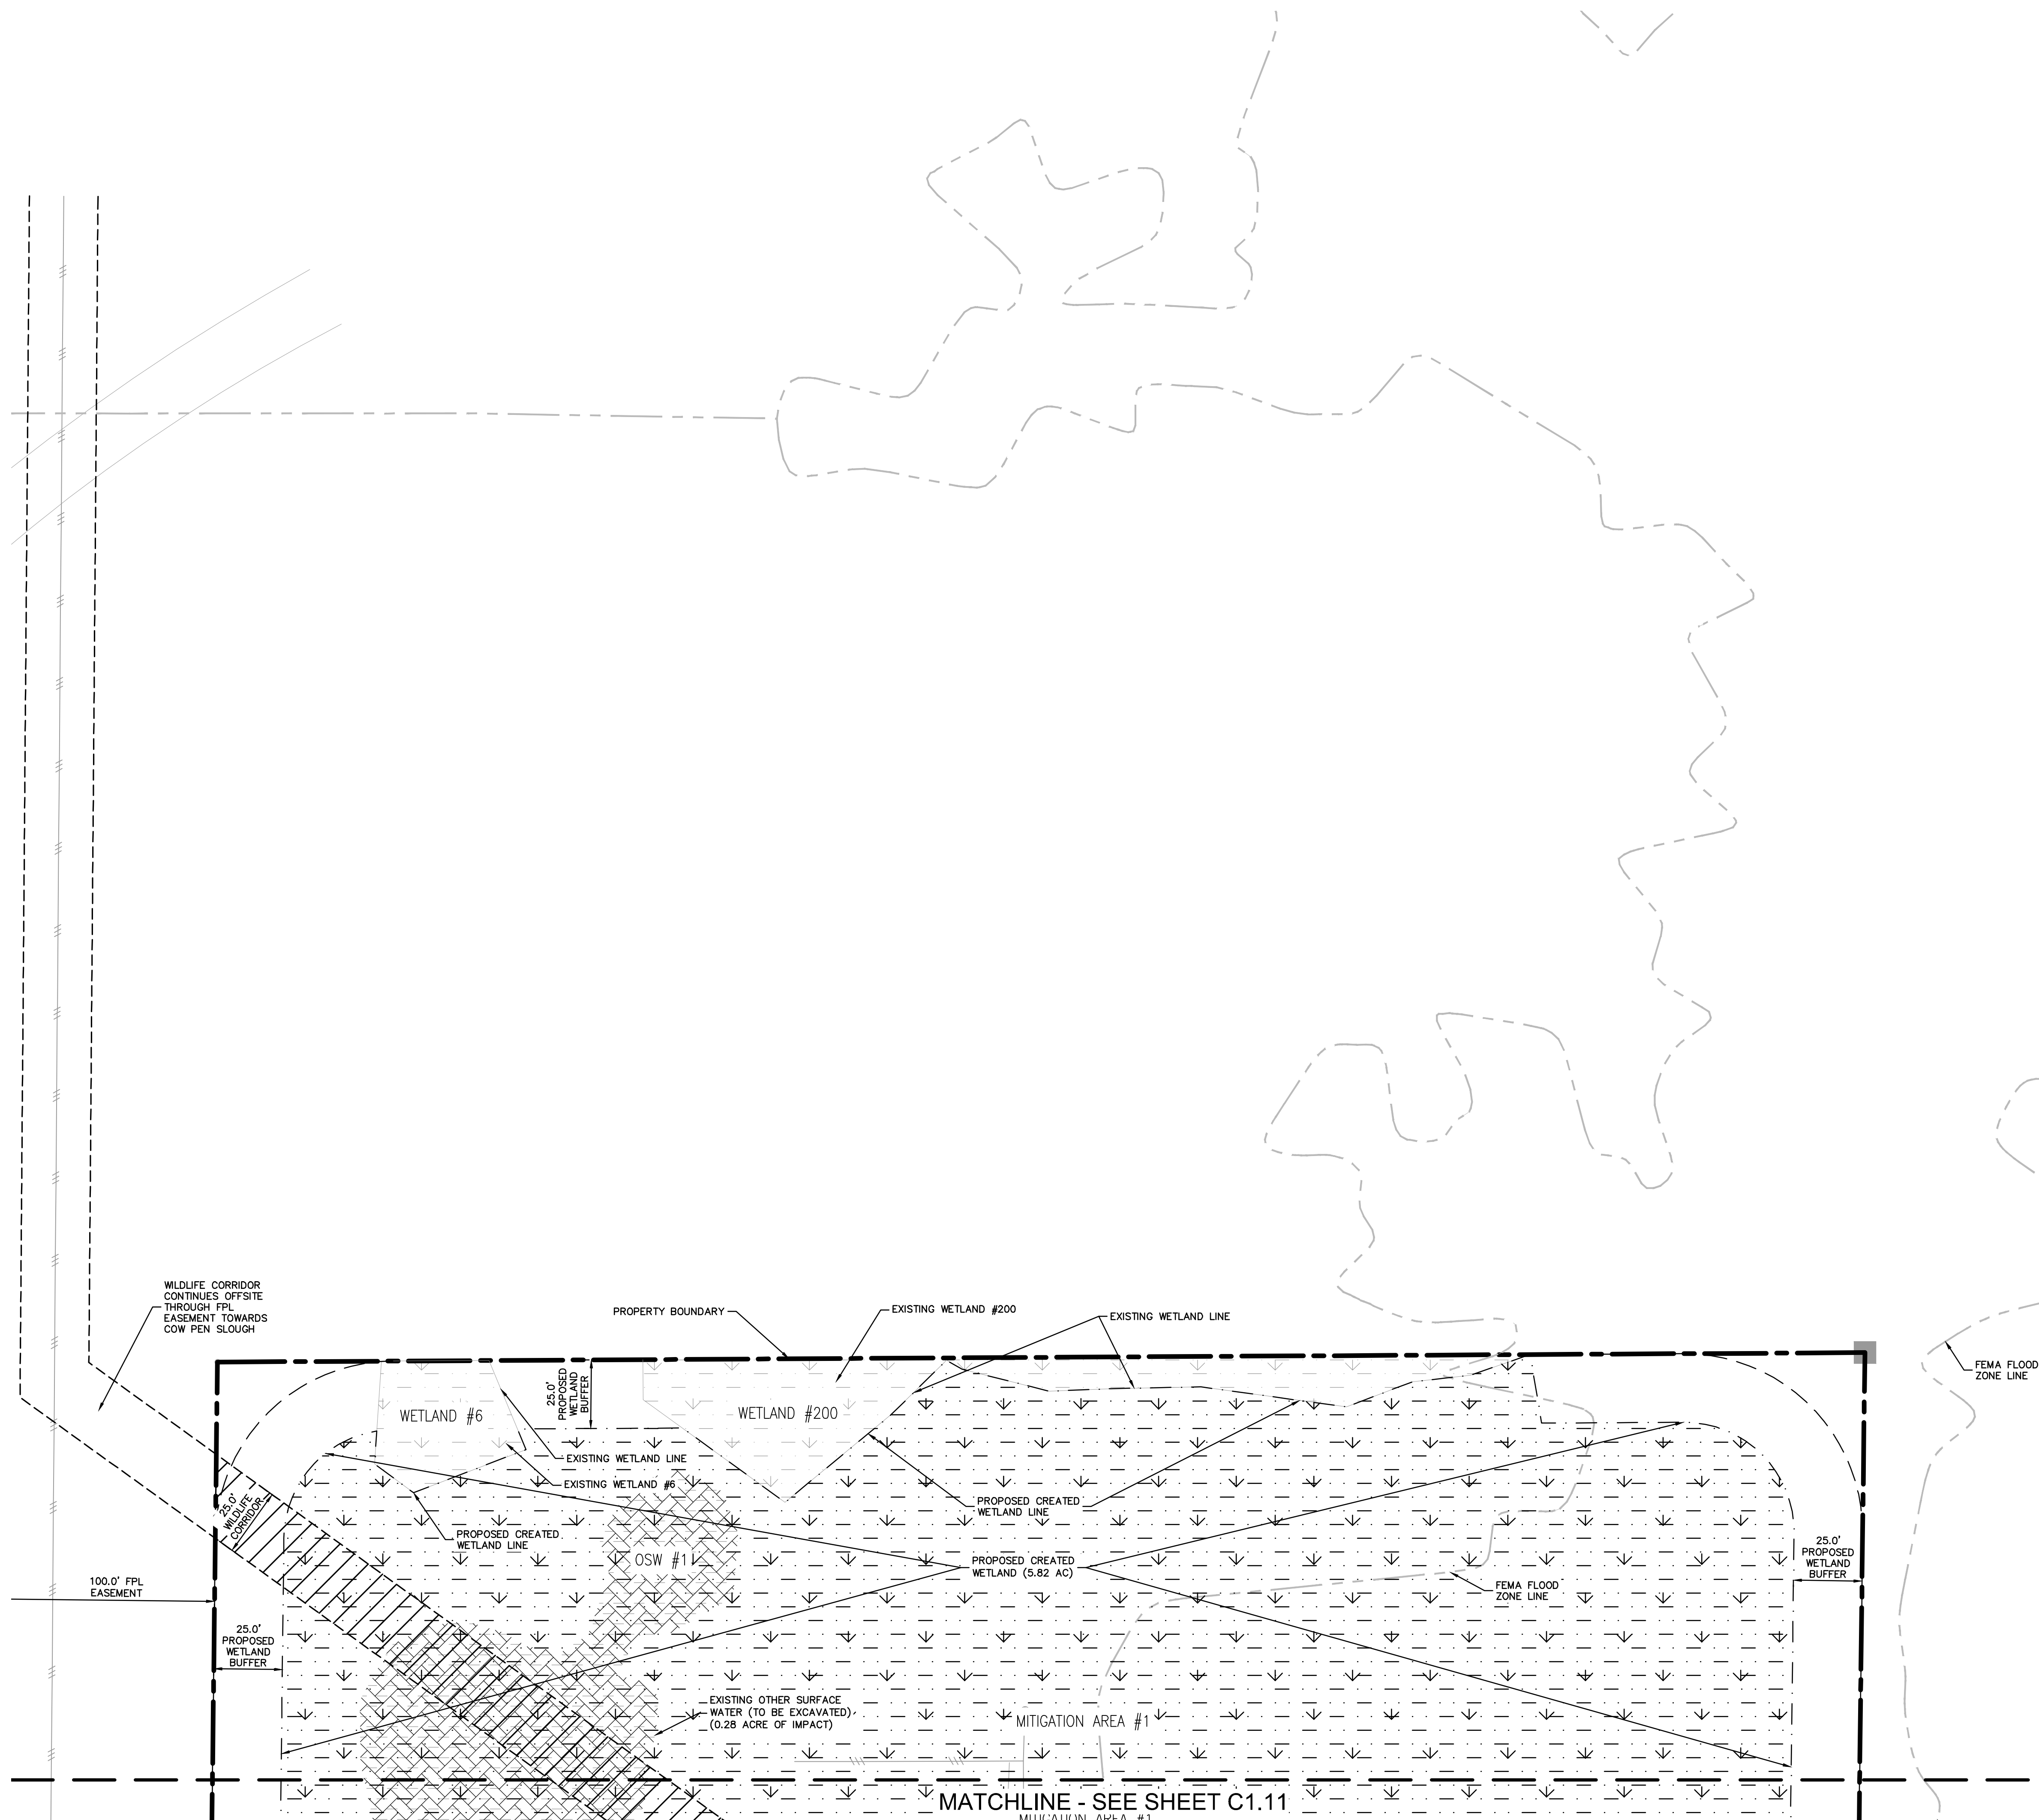 WILDLIFE CORRIDOR
CONTINUES OFFSITE
THROUGH FPL
EASEMENT TOWARDS
COW PEN SLOUGH
PROPERTY BOUNDARY
EXISTING WETLAND #200
EXISTING WETLAND LINE
FEMA FLOOD
ZONE LINE
25.0'
PROPOSED
WETLAND
BUFFER
WETLAND #6
WETLAND #200
EXISTING WETLAND LINE
EXISTING WETLAND #6
25.0'
WILDLIFE
CORRIDOR
PROPOSED CREATED
WETLAND LINE
PROPOSED CREATED
WETLAND LINE
OSW #11
PROPOSED CREATED
WETLAND (5.82 AC)
FEMA FLOOD
ZONE LINE
25.0'
PROPOSED
WETLAND
BUFFER
100.0' FPL
EASEMENT
25.0'
PROPOSED
WETLAND
BUFFER
EXISTING OTHER SURFACE
WATER (TO BE EXCAVATED)
(0.28 ACRE OF IMPACT)
MITIGATION AREA #1
MATCHLINE - SEE SHEET C1.11
MITIGATION AREA #1